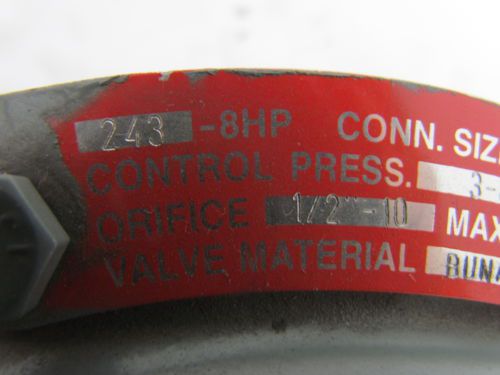 243 -8HP CONN. SIZ
CONTROL PRESS. 3-
ORIFICE 1/2"-10 MAX
VALVE MATERIAL BUNA